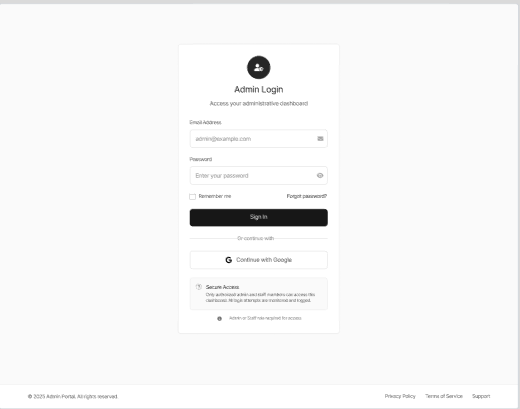 Admin Login
Access your administrative dashboard
Email Address
admin@example.com
Password
Enter your password
Remember me
Forgot password?
Sign In
Or continue with
Continue with Google
Secure Access
Only authorized admin and staff members can access this
dashboard. All login attempts are monitored and logged.
Admin or Staff role required for access
© 2025 Admin Portal. All rights reserved.
Privacy Policy
Terms of Service
Support